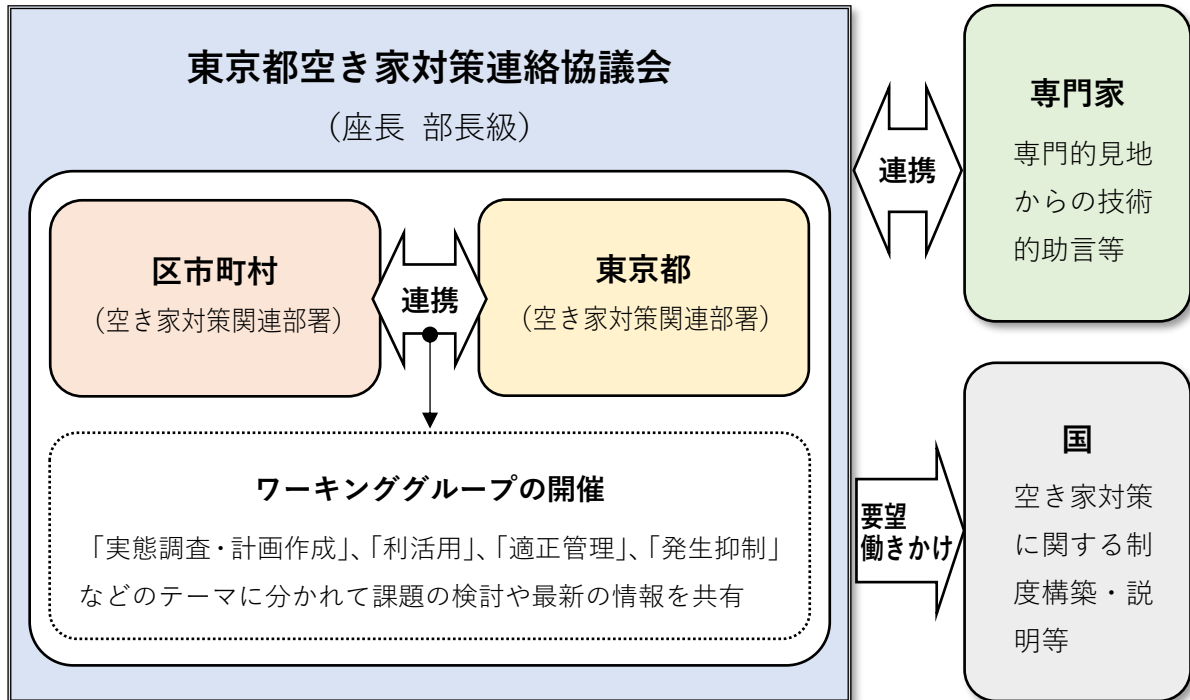 東京都空き家対策連絡協議会
（座長 部長級）
区市町村
（空き家対策関連部署）
連携
東京都
（空き家対策関連部署）
ワーキンググループの開催
「実態調査・計画作成」、「利活用」、「適正管理」、「発生抑制」
などのテーマに分かれて課題の検討や最新の情報を共有
連携
専門家
専門的見地
からの技術
的助言等
要望
働きかけ
国
空き家対策
に関する制
度構築・説
明等